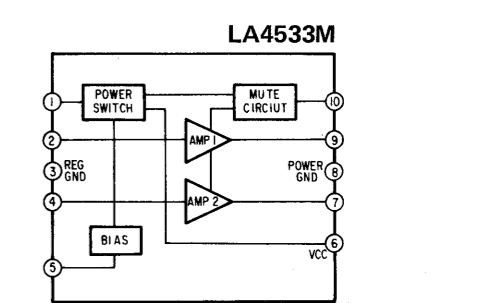 LA4533M
POWER
SWITCH
MUTE
CIRCIUT
1
10
2
AMP 1
9
3
REG
GND
POWER
GND
8
4
AMP 2
7
BIAS
6
VCC
5